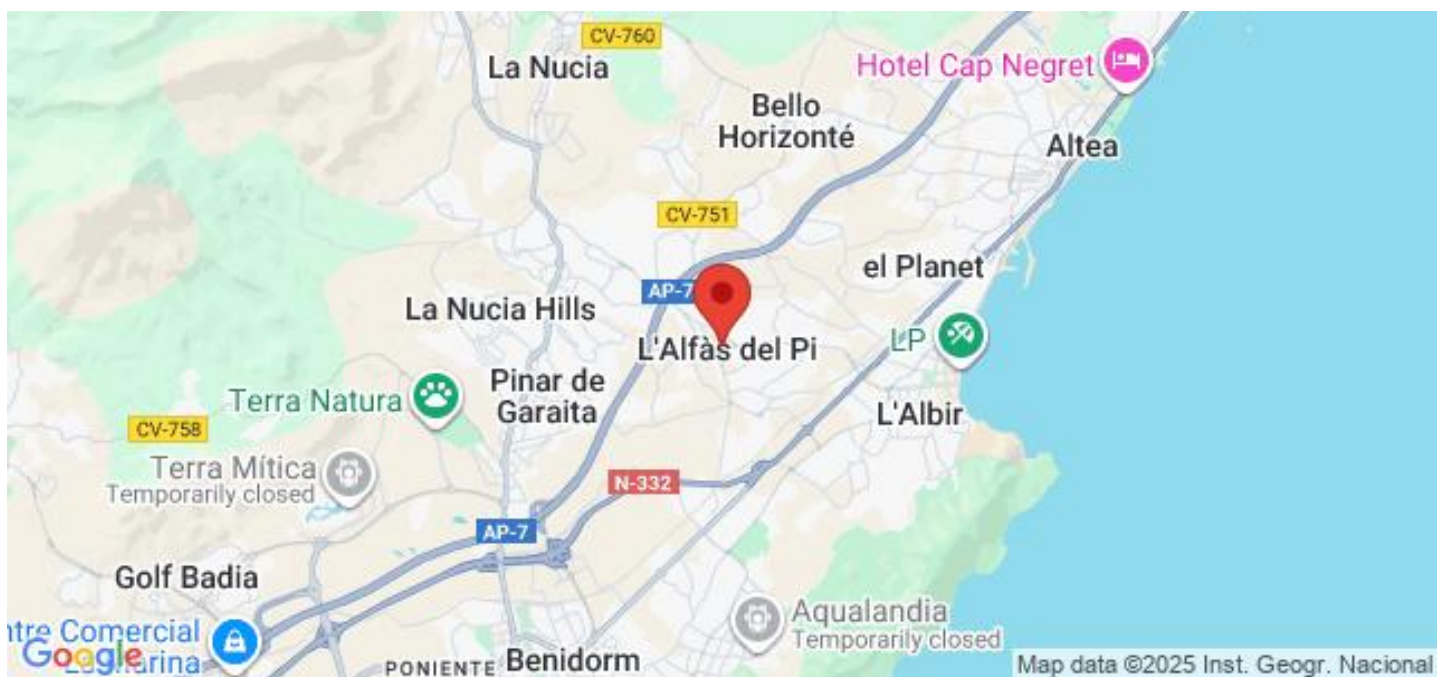 CV-760
La Nucia
Hotel Cap Negret
Bello
Horizonté
Altea
CV-751
el Planet
AP-7
La Nucia Hills
L'Alfàs del Pi
LP
Pinar de
Garaita
Terra Natura
L'Albir
CV-758
Terra Mítica
Temporarily closed
N-332
AP-7
Golf Badia
Aqualandia
Temporarily closed
ntre Comercial
Google
PONIENTE
Benidorm
Map data ©2025 Inst. Geogr. Nacional